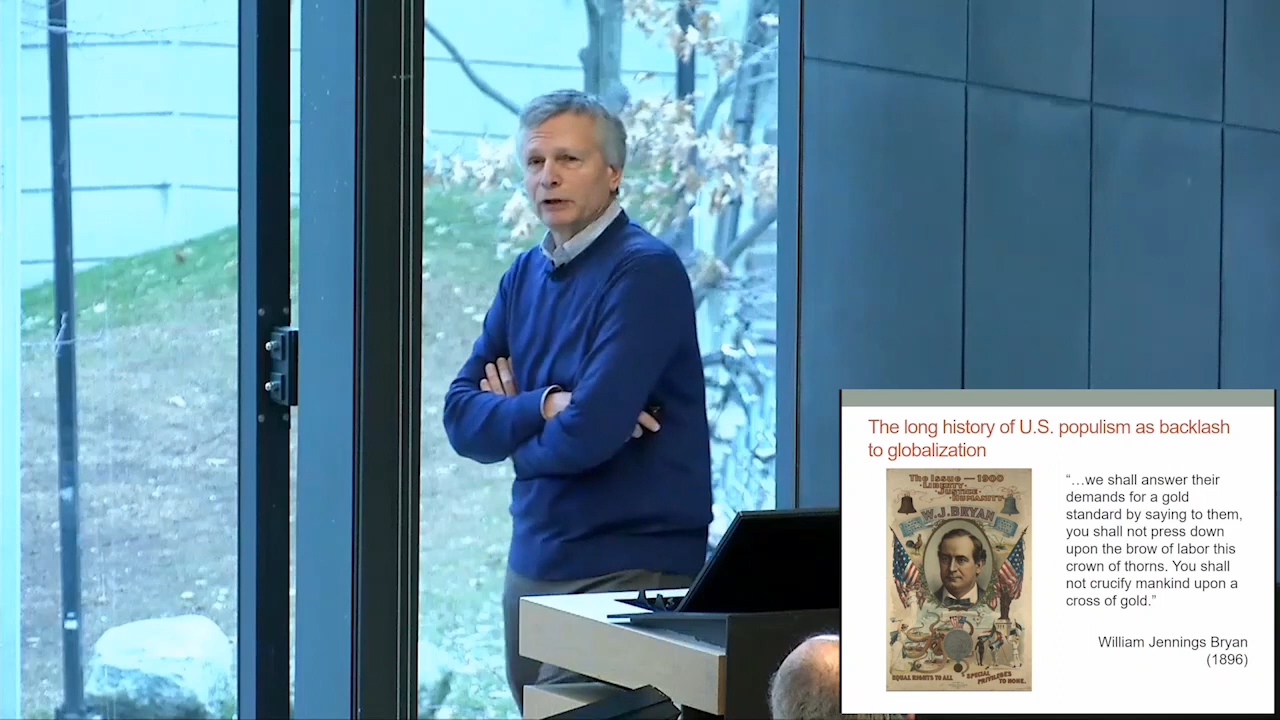 The long history of U.S. populism as backlash
to globalization
The Issue — 1900
LIBERTY.
JUSTICE.
HUMANITY.
W.J.BRYAN
EQUAL RIGHTS TO ALL
SPECIAL
PRIVILEGES
TO NONE.
“…we shall answer their
demands for a gold
standard by saying to them,
you shall not press down
upon the brow of labor this
crown of thorns. You shall
not crucify mankind upon a
cross of gold.”
William Jennings Bryan
(1896)